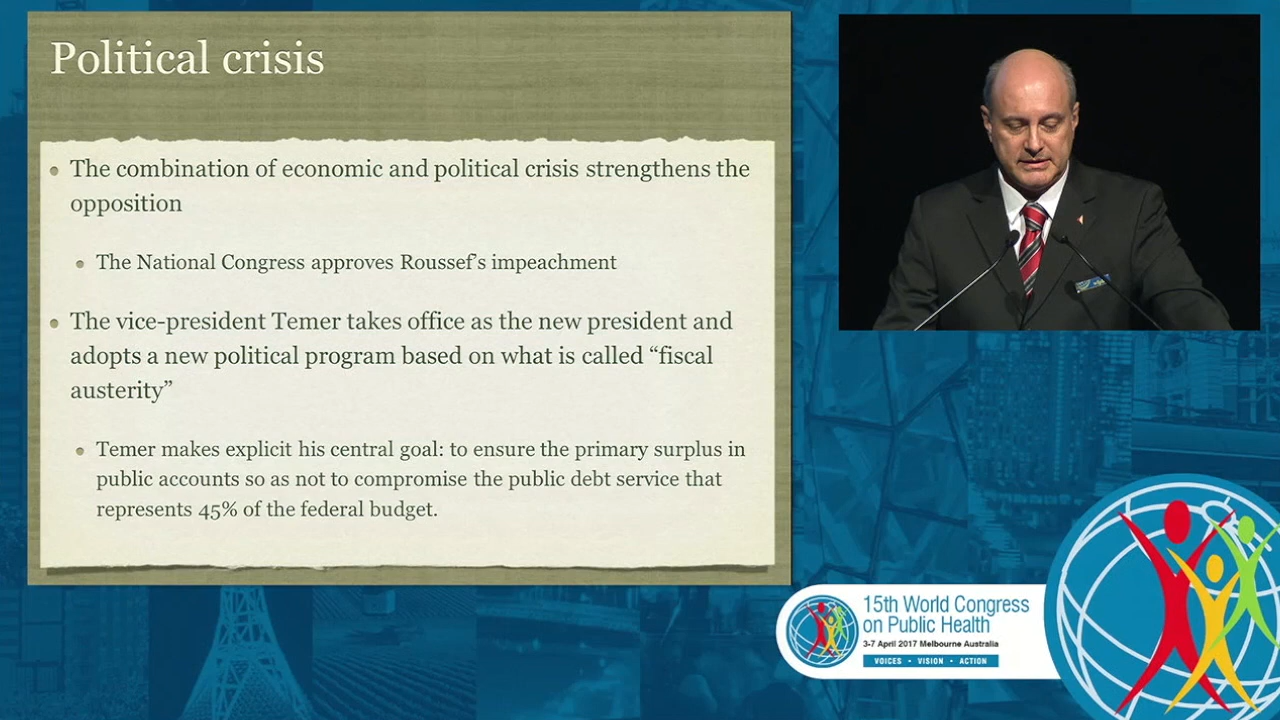 Political crisis
The combination of economic and political crisis strengthens the
opposition
The National Congress approves Roussef's impeachment
The vice-president Temer takes office as the new president and
adopts a new political program based on what is called “fiscal
austerity”
Temer makes explicit his central goal: to ensure the primary surplus in
public accounts so as not to compromise the public debt service that
represents 45% of the federal budget.
15th World Congress
on Public Health
3-7 April 2017 Melbourne Australia
VOICES • VISION • ACTION